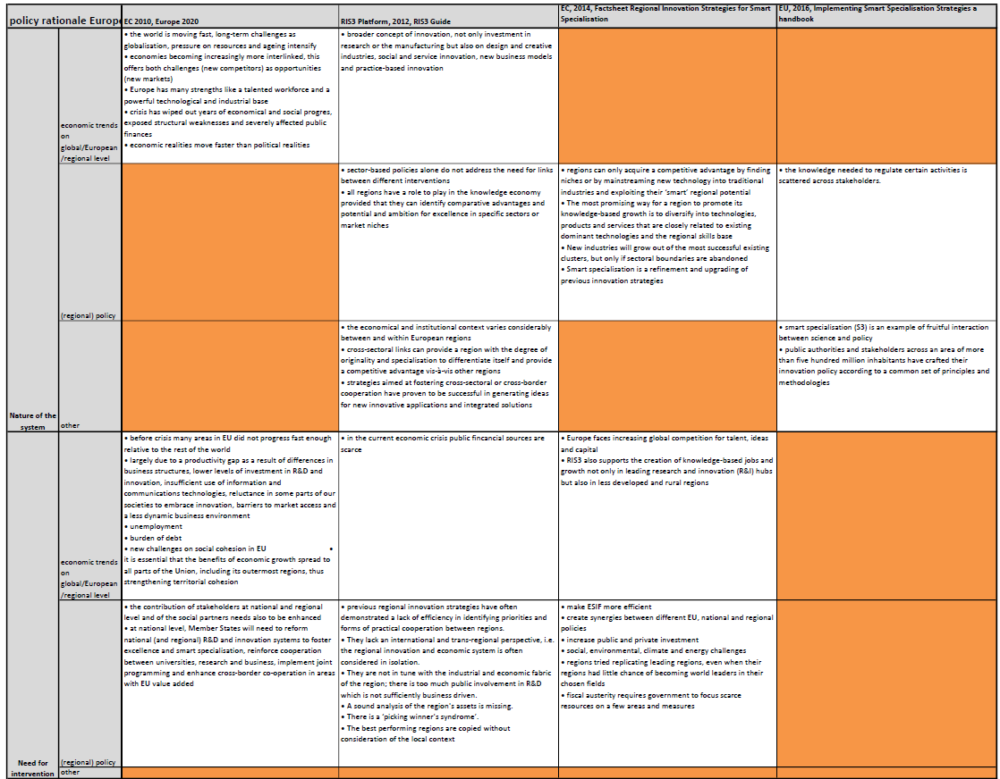 policy rationale Europe
EC 2010, Europe 2020
RIS3 Platform, 2012, RIS3 Guide
EC, 2014, Factsheet Regional Innovation Strategies for Smart
Specialisation
EU, 2016, Implementing Smart Specialisation Strategies a
handbook
Nature of the
system
economic trends
on
global/European
/regional level
• the world is moving fast, long-term challenges as
globalisation, pressure on resources and ageing intensify
• economies becoming increasingly more interlinked, this
offers both challenges (new competitors) as opportunities
(new markets)
• Europe has many strengths like a talented workforce and a
powerful technological and industrial base
• crisis has wiped out years of economical and social progres,
exposed structural weaknesses and severely affected public
finances
• economic realities move faster than political realities
• broader concept of innovation, not only investment in
research or the manufacturing but also on design and creative
industries, social and service innovation, new business models
and practice-based innovation
(regional) policy
• sector-based policies alone do not address the need for links
between different interventions
• all regions have a role to play in the knowledge economy
provided that they can identify comparative advantages and
potential and ambition for excellence in specific sectors or
market niches
• regions can only acquire a competitive advantage by finding
niches or by mainstreaming new technology into traditional
industries and exploiting their 'smart' regional potential
• The most promising way for a region to promote its
knowledge-based growth is to diversify into technologies,
products and services that are closely related to existing
dominant technologies and the regional skills base
• New industries will grow out of the most successful existing
clusters, but only if sectoral boundaries are abandoned
• Smart specialisation is a refinement and upgrading of
previous innovation strategies
• the knowledge needed to regulate certain activities is
scattered across stakeholders.
other
• the economical and institutional context varies considerably
between and within European regions
• cross-sectoral links can provide a region with the degree of
originality and specialisation to differentiate itself and provide
a competitive advantage vis-à-vis other regions
• strategies aimed at fostering cross-sectoral or cross-border
cooperation have proven to be successful in generating ideas
for new innovative applications and integrated solutions
• smart specialisation (S3) is an example of fruitful interaction
between science and policy
• public authorities and stakeholders across an area of more
than five hundred million inhabitants have crafted their
innovation policy according to a common set of principles and
methodologies
Need for
intervention
economic trends
on
global/European
/regional level
• before crisis many areas in EU did not progress fast enough
relative to the rest of the world
• largely due to a productivity gap as a result of differences in
business structures, lower levels of investment in R&D and
innovation, insufficient use of information and
communications technologies, reluctance in some parts of our
societies to embrace innovation, barriers to market access and
a less dynamic business environment
• unemployment
• burden of debt
• new challenges on social cohesion in EU •
it is essential that the benefits of economic growth spread to
all parts of the Union, including its outermost regions, thus
strengthening territorial cohesion
• in the current economic crisis public financial sources are
scarce
• Europe faces increasing global competition for talent, ideas
and capital
• RIS3 also supports the creation of knowledge-based jobs and
growth not only in leading research and innovation (R&I) hubs
but also in less developed and rural regions
(regional) policy
• the contribution of stakeholders at national and regional
level and of the social partners needs also to be enhanced
• at national level, Member States will need to reform
national (and regional) R&D and innovation systems to foster
excellence and smart specialisation, reinforce cooperation
between universities, research and business, implement joint
programming and enhance cross-border co-operation in areas
with EU value added
• previous regional innovation strategies have often
demonstrated a lack of efficiency in identifying priorities and
forms of practical cooperation between regions.
• They lack an international and trans-regional perspective, i.e.
the regional innovation and economic system is often
considered in isolation.
• They are not in tune with the industrial and economic fabric
of the region; there is too much public involvement in R&D
which is not sufficiently business driven.
• A sound analysis of the region's assets is missing.
• There is a 'picking winner's syndrome'.
• The best performing regions are copied without
consideration of the local context
• make ESIF more efficient
• create synergies between different EU, national and regional
policies
• increase public and private investment
• social, environmental, climate and energy challenges
• regions tried replicating leading regions, even when their
regions had little chance of becoming world leaders in their
chosen fields
• fiscal austerity requires government to focus scarce
resources on a few areas and measures
other